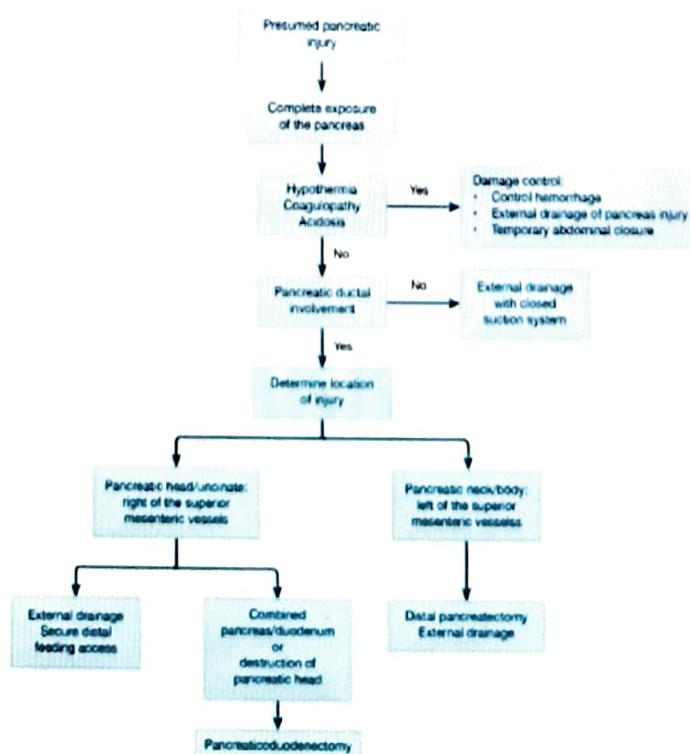 Presumed pancreatic
injury
Complete exposure
of the pancreas
Hypothermia
Coagulopathy
Acidosis
Yes
Damage control:
• Control hemorrhage
• External drainage of pancreas injury
• Temporary abdominal closure
No
Pancreatic ductal
involvement
No
External drainage
with closed
suction system
Yes
Determine location
of injury
Pancreatic head/uncinate:
right of the superior
mesenteric vessels
Pancreatic neck/body:
left of the superior
mesenteric vesselss
External drainage
Secure distal
feeding access
Combined
pancreas/duodenum
or
destruction of
pancreatic head
Distal pancreatectomy
External drainage
Pancreaticoduodenectomy